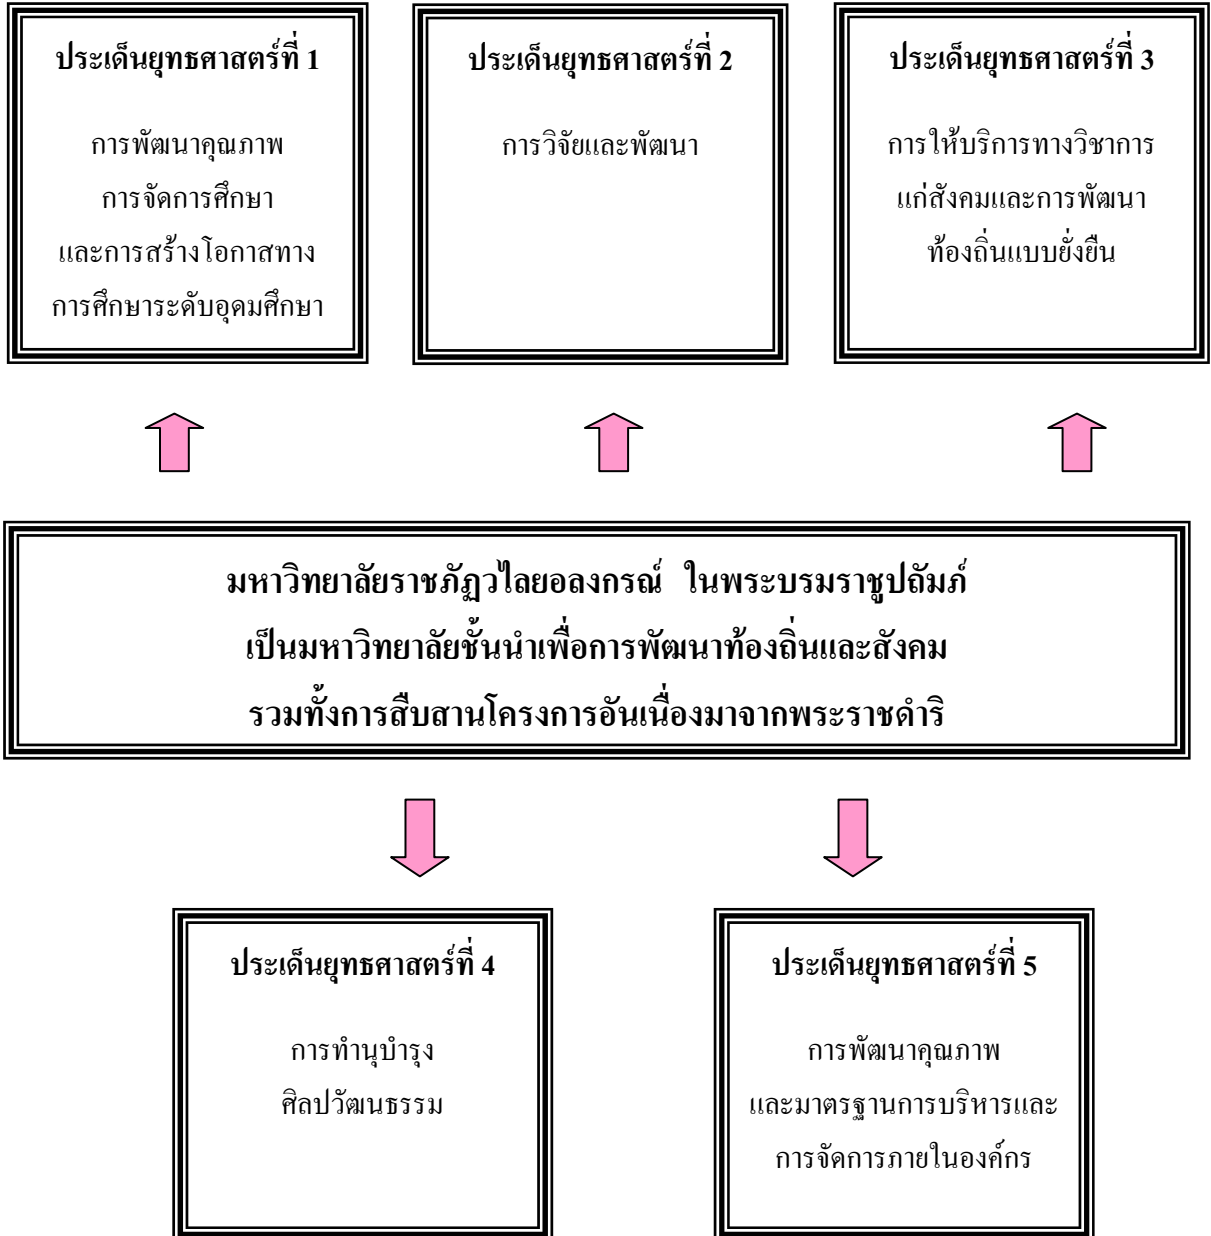 ประเด็นยุทธศาสตร์ที่ 1
การพัฒนาคุณภาพ
การจัดการศึกษา
และการสร้างโอกาสทาง
การศึกษาระดับอุดมศึกษา
ประเด็นยุทธศาสตร์ที่ 2
การวิจัยและพัฒนา
ประเด็นยุทธศาสตร์ที่ 3
การให้บริการทางวิชาการ
แก่สังคมและการพัฒนา
ท้องถิ่นแบบยั่งยืน
มหาวิทยาลัยราชภัฏวไลยอลงกรณ์ ในพระบรมราชูปถัมภ์
เป็นมหาวิทยาลัยชั้นนำเพื่อการพัฒนาท้องถิ่นและสังคม
รวมทั้งการสืบสานโครงการอันเนื่องมาจากพระราชดำริ
ประเด็นยุทธศาสตร์ที่ 4
การทำนุบำรุง
ศิลปวัฒนธรรม
ประเด็นยุทธศาสตร์ที่ 5
การพัฒนาคุณภาพ
และมาตรฐานการบริหารและ
การจัดการภายในองค์กร